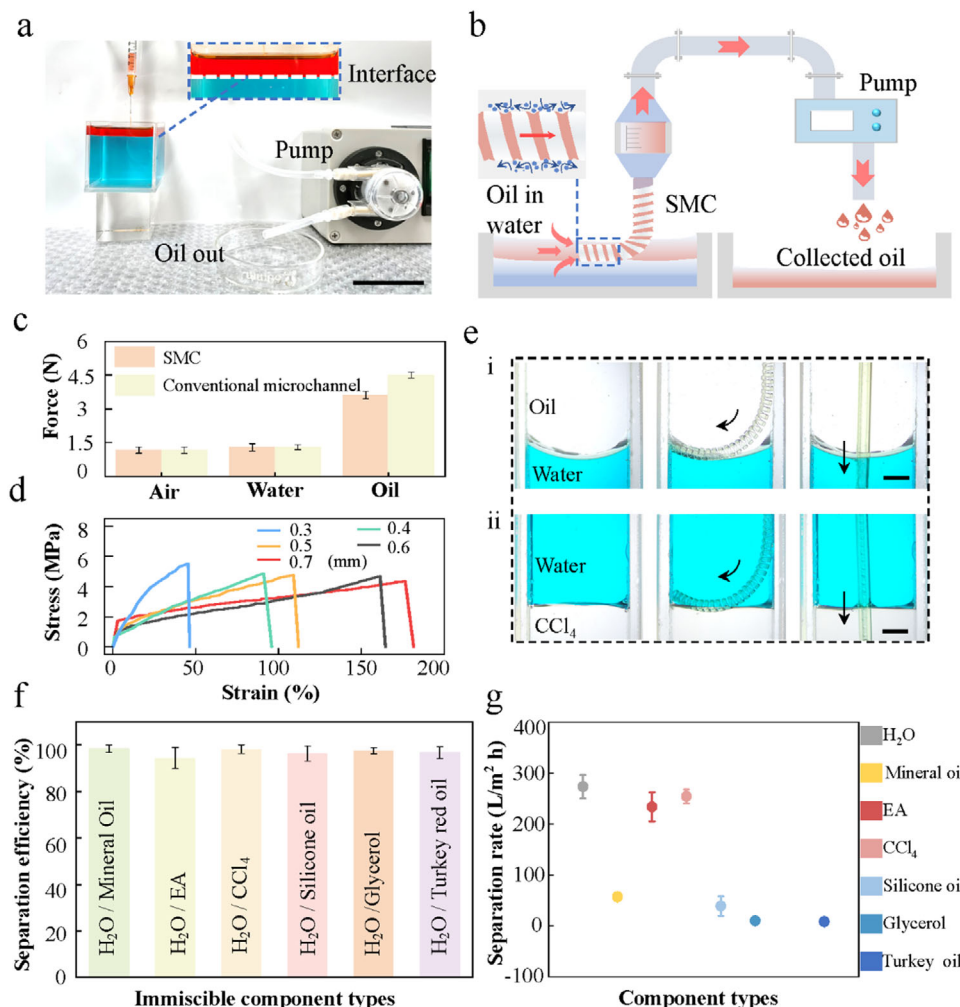 a
Interface
Pump
Oil out
b
Pump
Oil in
water
SMC
Collected oil
c
Force (N)
6
4.5
3
1.5
0
SMC
Conventional microchannel
Air Water Oil
d
Stress (MPa)
8
6
4
2
0
0.3 0.4
0.5 0.6
0.7 (mm)
0 50 100 150 200
Strain (%)
e
i
Oil
Water
ii
Water
CCl₄
f
Separation efficiency (%)
100
80
60
40
20
0
H₂O / Mineral Oil
H₂O / EA
H₂O / CCl₄
H₂O / Silicone oil
H₂O /Glycerol
H₂O / Turkey red oil
Immiscible component types
g
Separation rate (L/m² h)
400
300
200
100
0
-100
Component types
H₂O
Mineral oil
EA
CCl₄
Silicone oil
Glycerol
Turkey oil